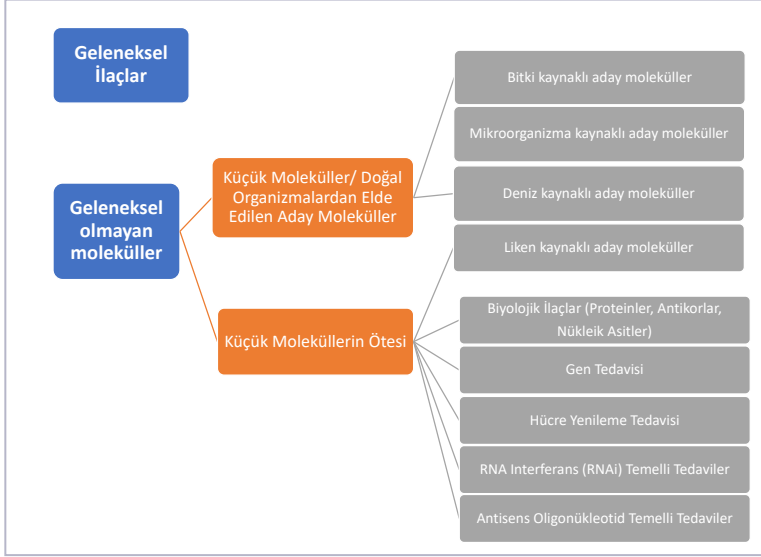 Geleneksel
İlaçlar
Geleneksel
olmayan
moleküller
Küçük Moleküller/ Doğal
Organizmalardan Elde
Edilen Aday Moleküller
Küçük Moleküllerin Ötesi
Bitki kaynaklı aday moleküller
Mikroorganizma kaynaklı aday moleküller
Deniz kaynaklı aday moleküller
Liken kaynaklı aday moleküller
Biyolojik İlaçlar (Proteinler, Antikorlar,
Nükleik Asitler)
Gen Tedavisi
Hücre Yenileme Tedavisi
RNA Interferans (RNAi) Temelli Tedaviler
Antisens Oligonükleotid Temelli Tedaviler